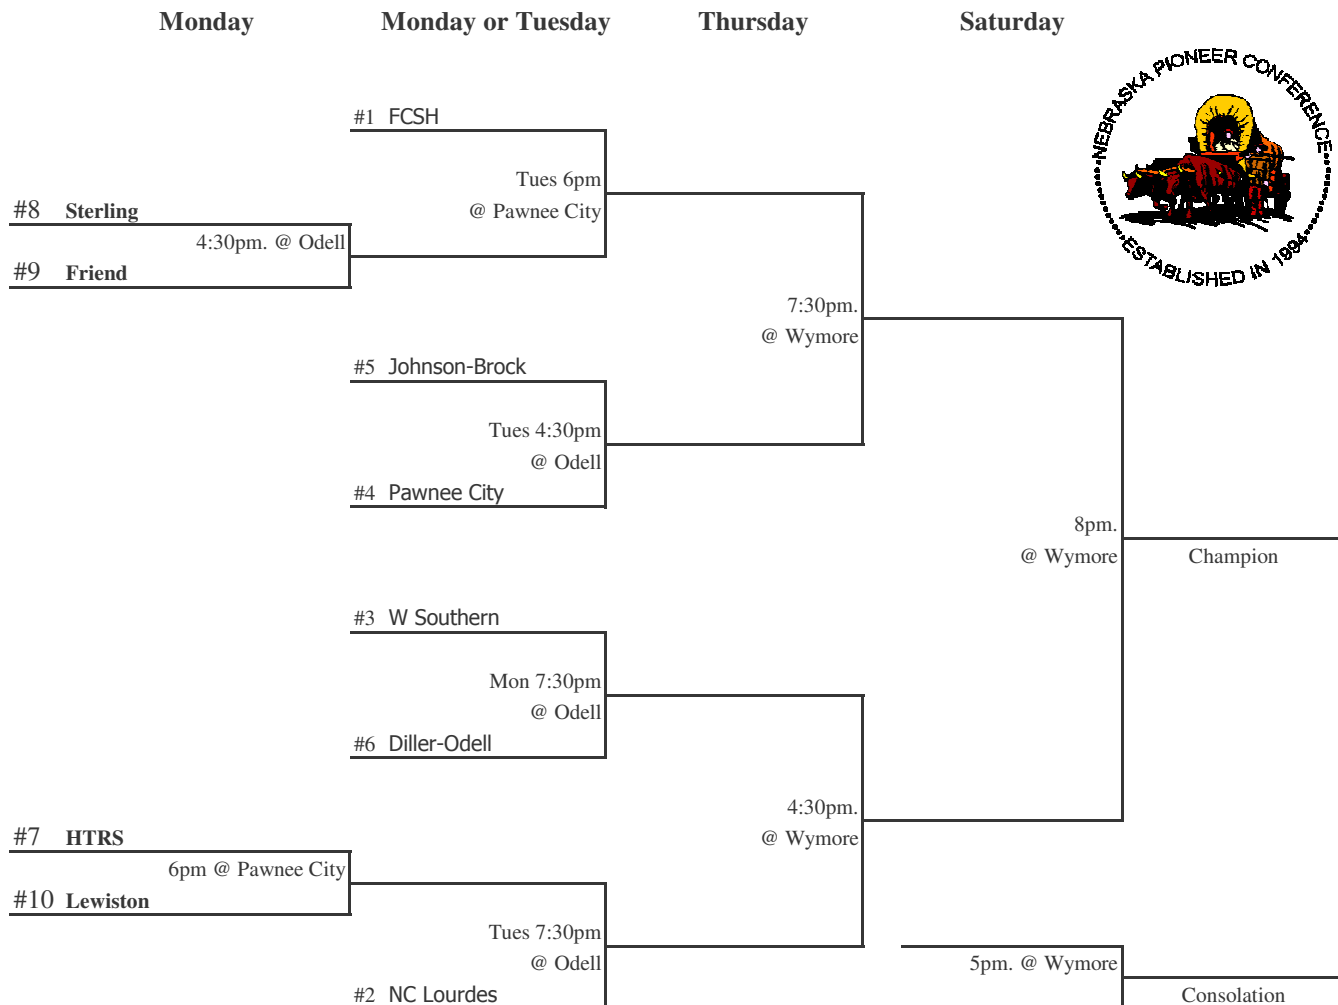 Monday Monday or Tuesday Thursday Saturday
NEBRASKA PIONEER CONFERENCE
ESTABLISHED IN 1994
#1 FCSH
Tues 6pm
@ Pawnee City
#8 Sterling
4:30pm. @ Odell
#9 Friend
7:30pm.
@ Wymore
#5 Johnson-Brock
Tues 4:30pm
@ Odell
#4 Pawnee City
8pm.
@ Wymore
Champion
#3 W Southern
Mon 7:30pm
@ Odell
#6 Diller-Odell
4:30pm.
@ Wymore
#7 HTRS
6pm @ Pawnee City
#10 Lewiston
Tues 7:30pm
@ Odell
#2 NC Lourdes
5pm. @ Wymore
Consolation